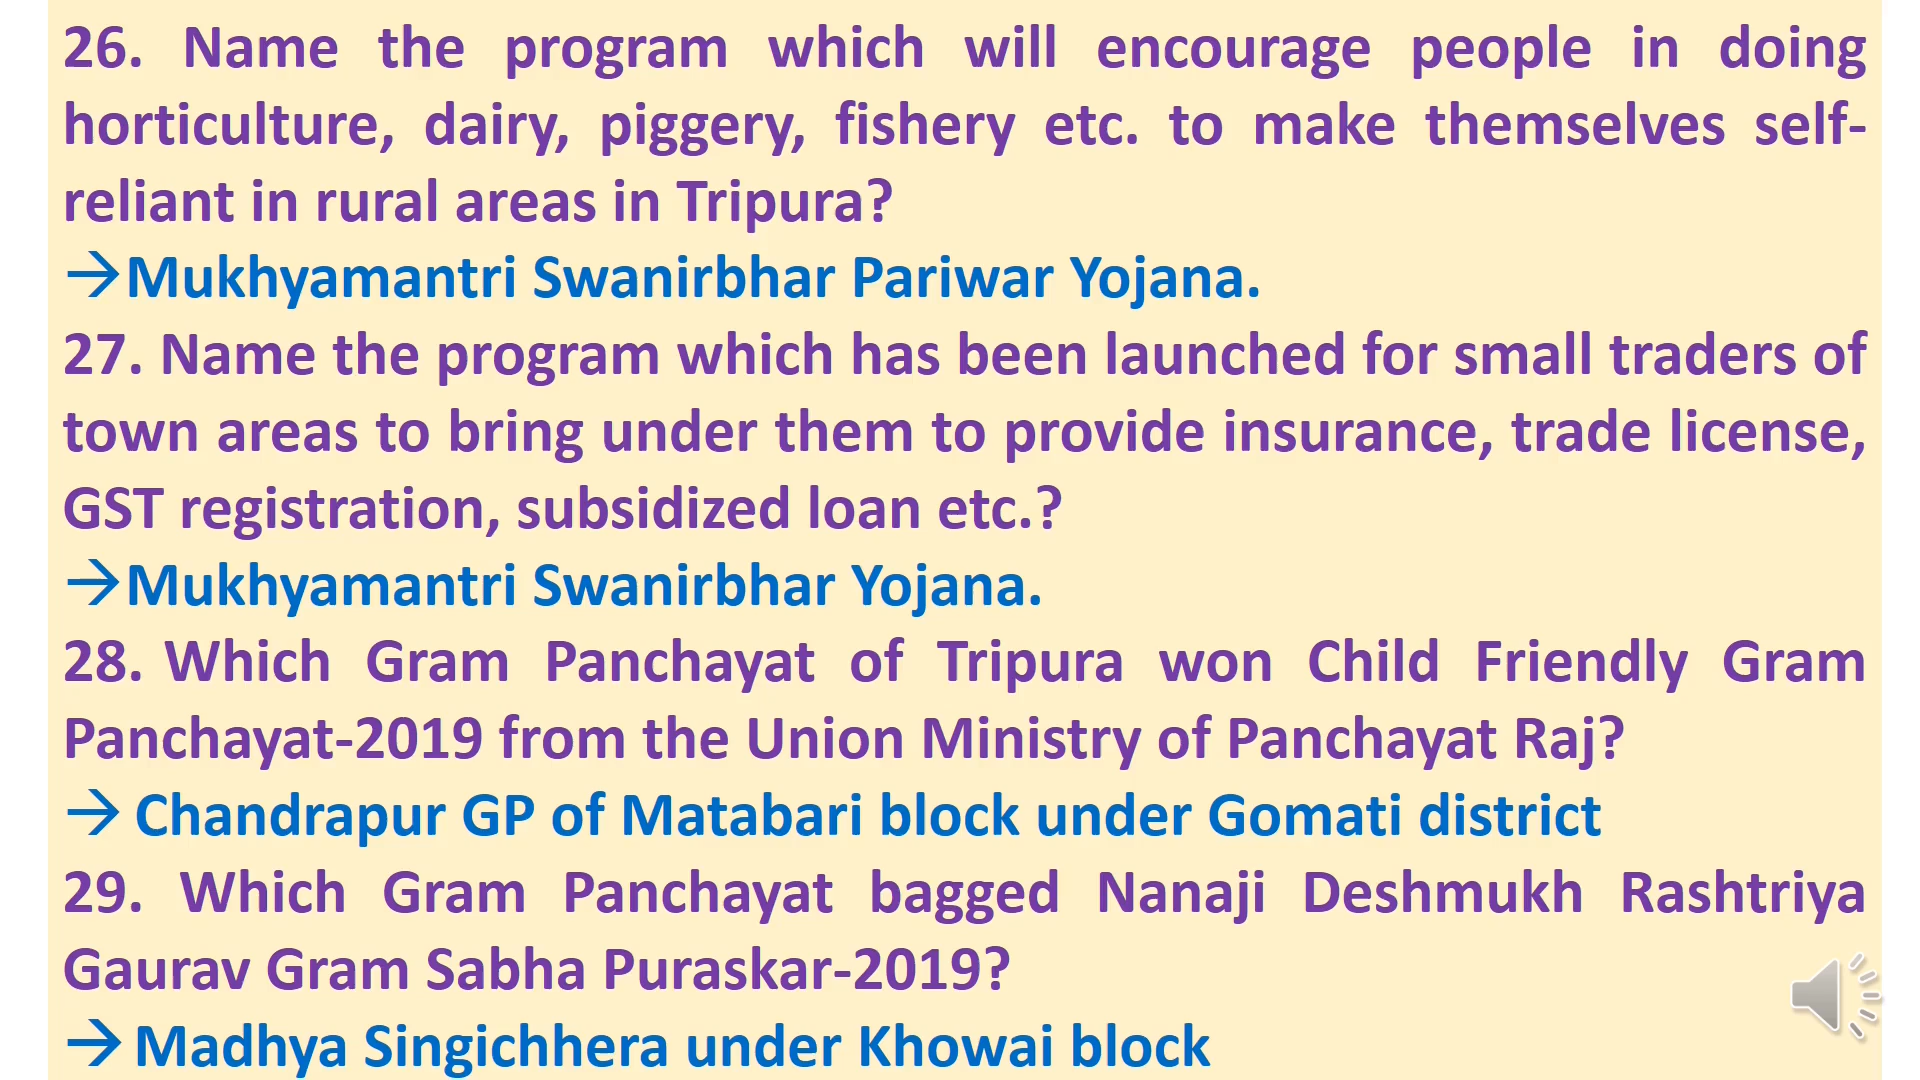 26. Name the program which will encourage people in doing
horticulture, dairy, piggery, fishery etc. to make themselves self-
reliant in rural areas in Tripura?
→Mukhyamantri Swanirbhar Pariwar Yojana.
27. Name the program which has been launched for small traders of
town areas to bring under them to provide insurance, trade license,
GST registration, subsidized loan etc.?
→Mukhyamantri Swanirbhar Yojana.
28. Which Gram Panchayat of Tripura won Child Friendly Gram
Panchayat-2019 from the Union Ministry of Panchayat Raj?
→ Chandrapur GP of Matabari block under Gomati district
29. Which Gram Panchayat bagged Nanaji Deshmukh Rashtriya
Gaurav Gram Sabha Puraskar-2019?
→ Madhya Singichhera under Khowai block